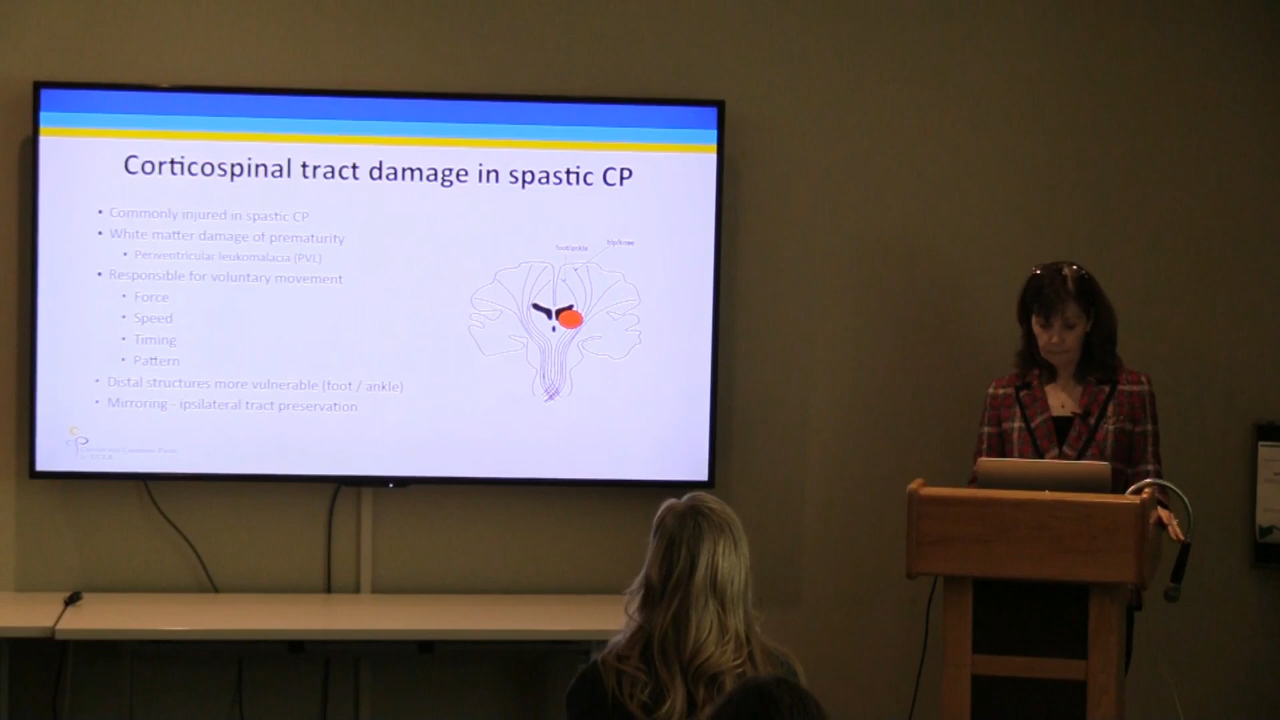 Corticospinal tract damage in spastic CP
• Commonly injured in spastic CP
• White matter damage of prematurity
• Periventricular leukomalacia (PVL)
• Responsible for voluntary movement
• Force
• Speed
• Timing
• Pattern
• Distal structures more vulnerable (foot / ankle)
• Mirroring - ipsilateral tract preservation
foot/ankle
hip/knee